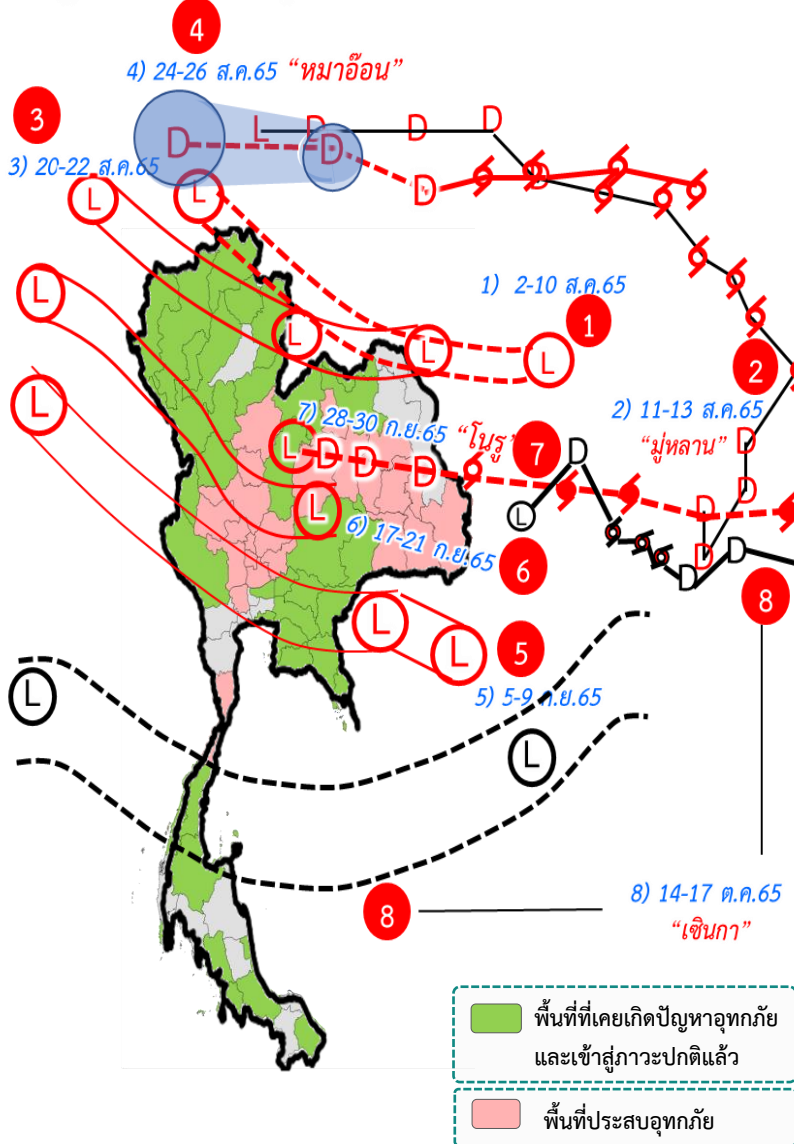 4
4) 24-26 ส.ค.65 “หมาอ๊อน”
3
3) 20-22 ส.ค.65
L D D D
D D D D
L L
1) 2-10 ส.ค.65
1
L
L L L
2
2) 11-13 ส.ค.65
“มู่หลาน”
L
7) 28-30 ก.ย.65 “โนรู” 7
L D D D
D
D
D
L
L
D
D
6) 17-21 ก.ย.65
6
D
D
8
L
L
5
5) 5-9 ก.ย.65
L
L
8) 14-17 ต.ค.65
“เซินกา”
8
พื้นที่ที่เคยเกิดปัญหาอุทกภัย
และเข้าสู่ภาวะปกติแล้ว
พื้นที่ประสบอุทกภัย